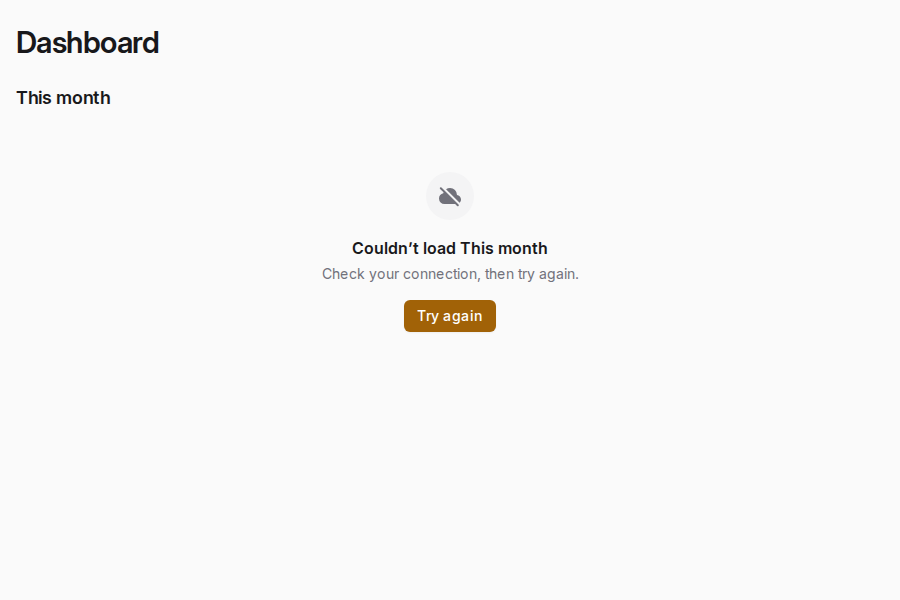 Dashboard
This month
Couldn’t load This month
Check your connection, then try again.
Try again